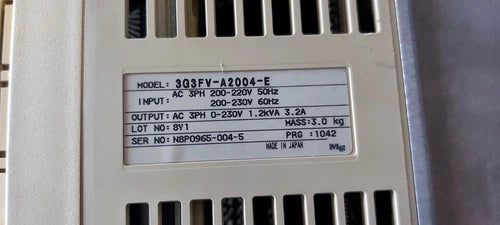 MODEL: 3G3FV-A2004-E
INPUT: AC 3PH 200-220V 50Hz
200-230V 60Hz
OUTPUT: AC 3PH 0-230V 1.2kVA 3.2A
LOT NO: 8Y1 MASS: 3.0 kg
SER NO: N8P0965-004-5 PRG : 1042
MADE IN JAPAN Mg